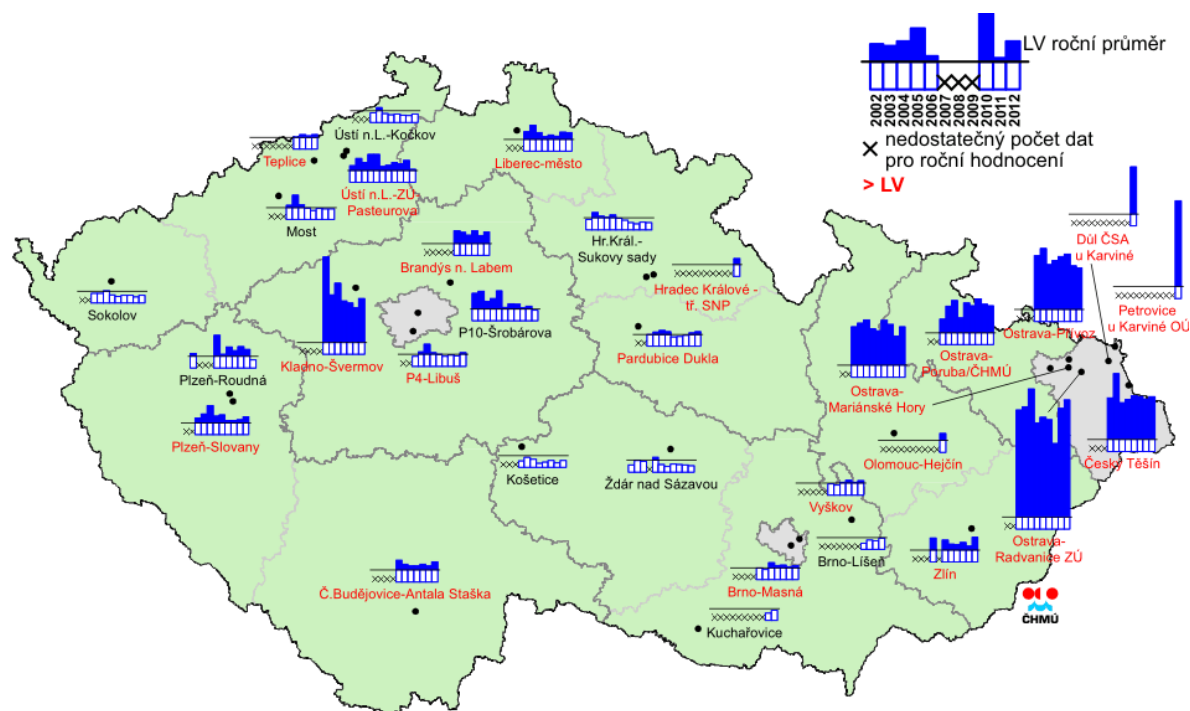 LV roční průměr
2002 2003 2004 2005 2006 2007 2008 2009 2010 2011 2012
× nedostatečný počet dat
pro roční hodnocení
> LV
Ústí n.L.-Kočkov
Teplice
Liberec-město
Ústí n.L.-ZÚ-
Pasteurova
Most
Hr.Král.-
Sukovy sady
Důl ČSA
u Karviné
Brandýs n. Labem
Hradec Králové -
tř. SNP
Petrovice
u Karviné OÚ
Sokolov
P10-Šrobárova
Ostrava-Přívoz
Plzeň-Roudná
Kladno-Švermov
P4-Libuš
Pardubice Dukla
Ostrava-
Poruba/ČHMÚ
Ostrava-
Mariánské Hory
Plzeň-Slovany
Košetice
Žďár nad Sázavou
Olomouc-Hejčín
Český Těšín
Vyškov
Ostrava-
Radvanice ZÚ
Brno-Líšeň
Zlín
Č.Budějovice-Antala Staška
Brno-Masná
Kuchařovice
ČHMÚ